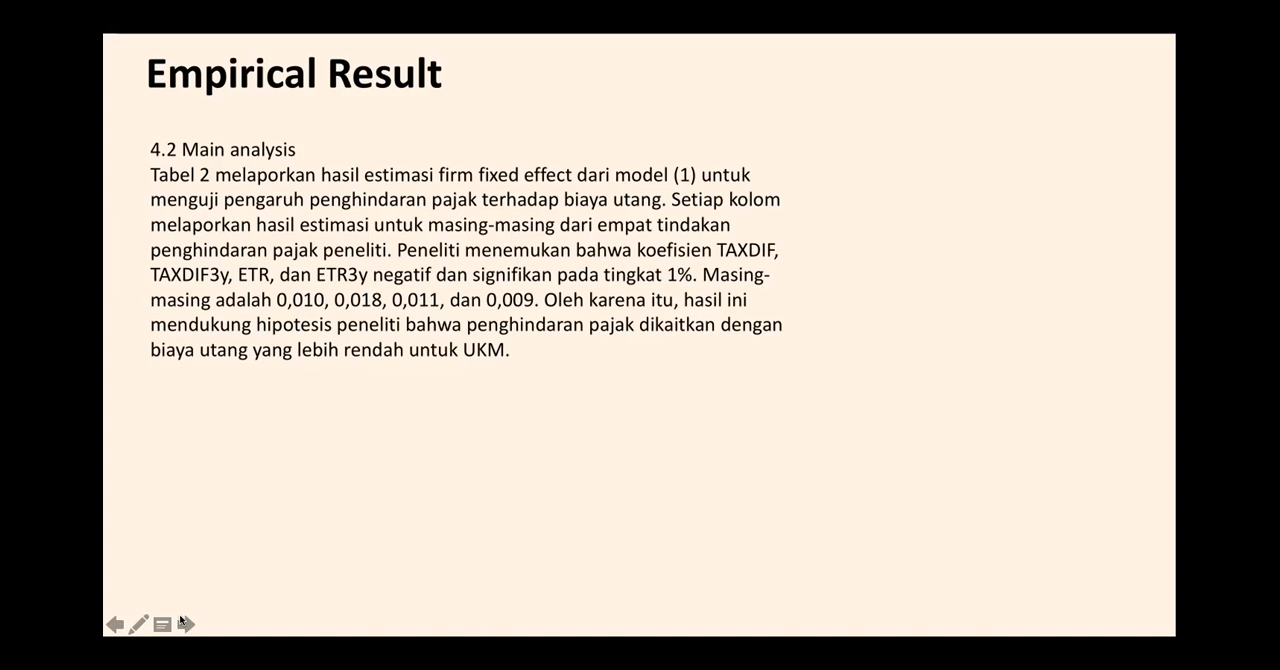 Empirical Result
4.2 Main analysis
Tabel 2 melaporkan hasil estimasi firm fixed effect dari model (1) untuk
menguji pengaruh penghindaran pajak terhadap biaya utang. Setiap kolom
melaporkan hasil estimasi untuk masing-masing dari empat tindakan
penghindaran pajak peneliti. Peneliti menemukan bahwa koefisien TAXDIF,
TAXDIF3y, ETR, dan ETR3y negatif dan signifikan pada tingkat 1%. Masing-
masing adalah 0,010, 0,018, 0,011, dan 0,009. Oleh karena itu, hasil ini
mendukung hipotesis peneliti bahwa penghindaran pajak dikaitkan dengan
biaya utang yang lebih rendah untuk UKM.